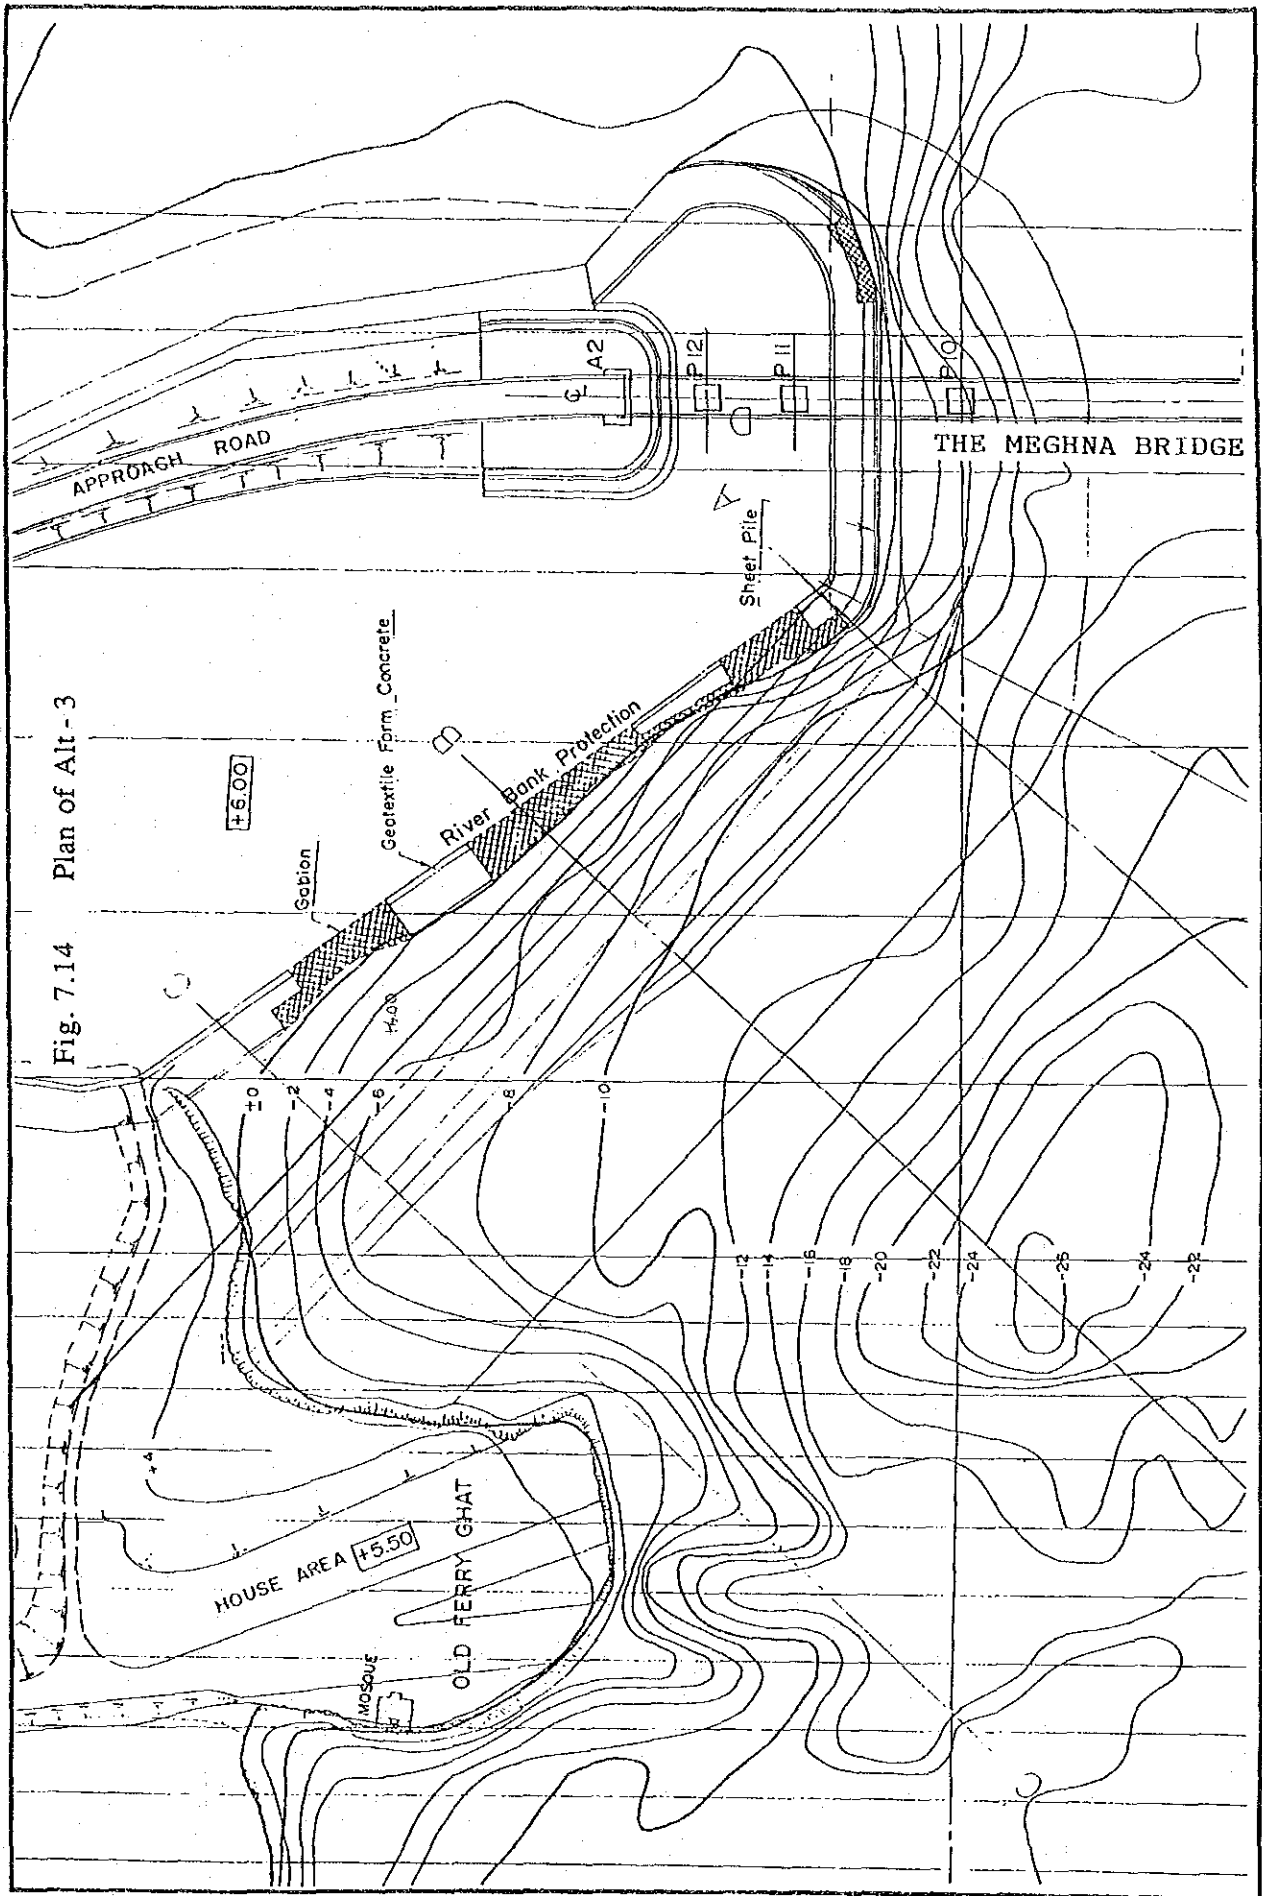 Fig. 7.14 Plan of Alt-3
+6.00
APPROACH ROAD
A2
P12
P11
P10
THE MEGHNA BRIDGE
D
A
Sheet Pile
Geotextile Form Concrete
River Bank Protection
B
Gabion
C
±0
-2
-4
-6
-8
-10
-12
-14
-16
-18
-20
-22
-24
-26
-24
-22
+4
HOUSE AREA +5.50
OLD FERRY GHAT
MOSQUE
C